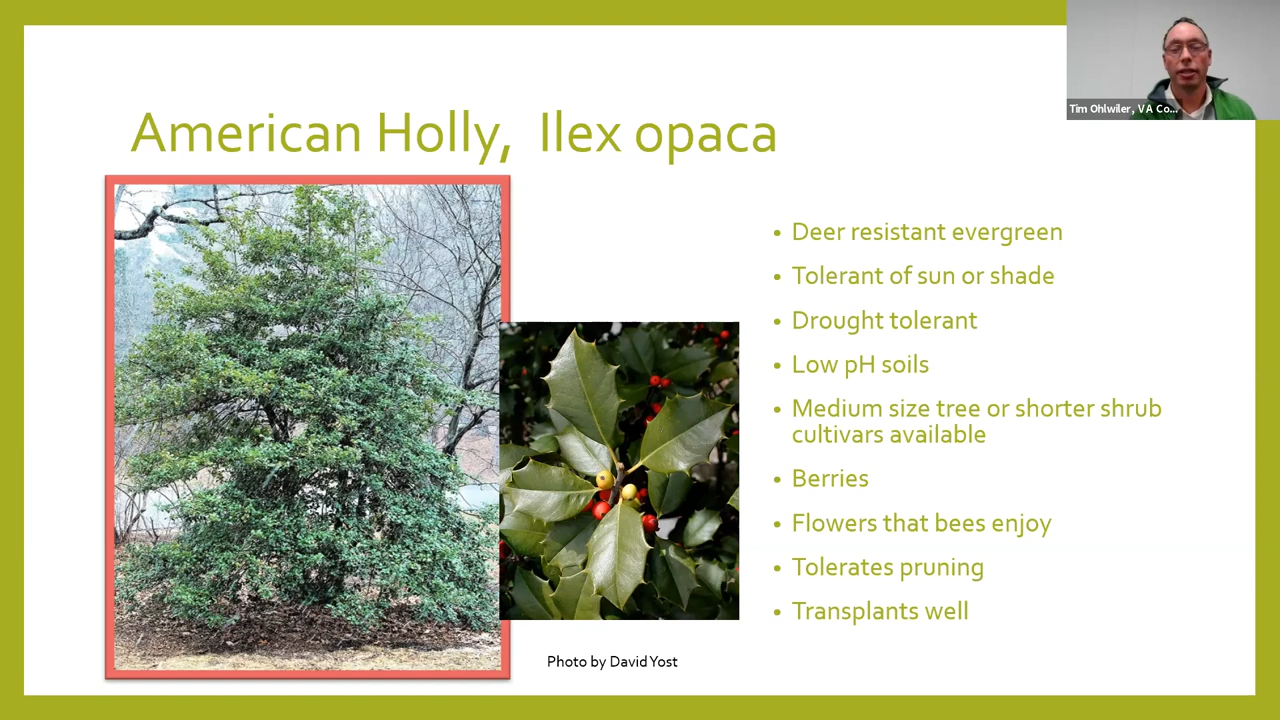 Tim Ohlwiler, VA Co...
American Holly, Ilex opaca
• Deer resistant evergreen
• Tolerant of sun or shade
• Drought tolerant
• Low pH soils
• Medium size tree or shorter shrub
cultivars available
• Berries
• Flowers that bees enjoy
• Tolerates pruning
• Transplants well
Photo by David Yost